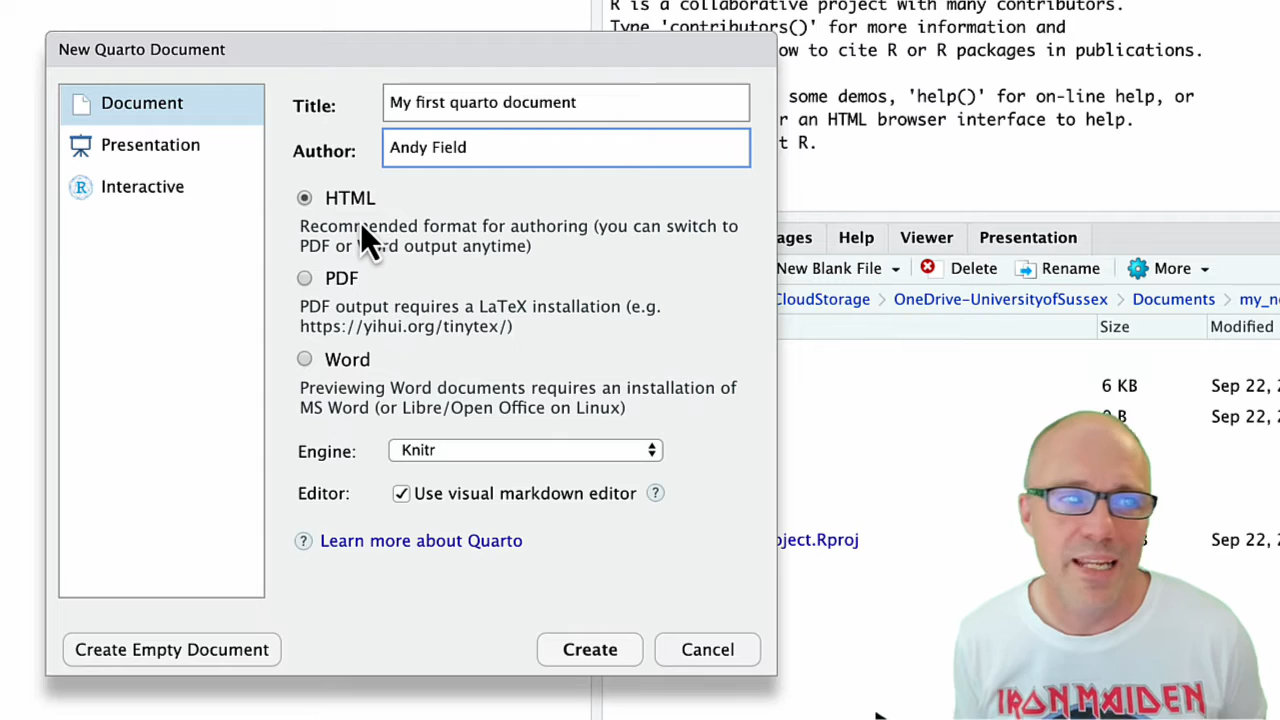 R is a collaborative project with many contributors.
Type 'contributors()' for more information and
ow to cite R or R packages in publications.
some demos, 'help()' for on-line help, or
an HTML browser interface to help.
t R.
New Quarto Document
Document
Presentation
Interactive
Title: My first quarto document
Author: Andy Field
HTML
Recommended format for authoring (you can switch to
PDF or Word output anytime)
PDF
PDF output requires a LaTeX installation (e.g.
https://yihui.org/tinytex/)
Word
Previewing Word documents requires an installation of
MS Word (or Libre/Open Office on Linux)
Engine: Knitr
Editor: Use visual markdown editor ?
? Learn more about Quarto
Create Empty Document
Create
Cancel
ages Help Viewer Presentation
New Blank File Delete Rename More
CloudStorage > OneDrive-UniversityofSussex > Documents > my_n
Size Modified
6 KB Sep 22,
B Sep 22,
oject.Rproj Sep 22,
IRON MAIDEN